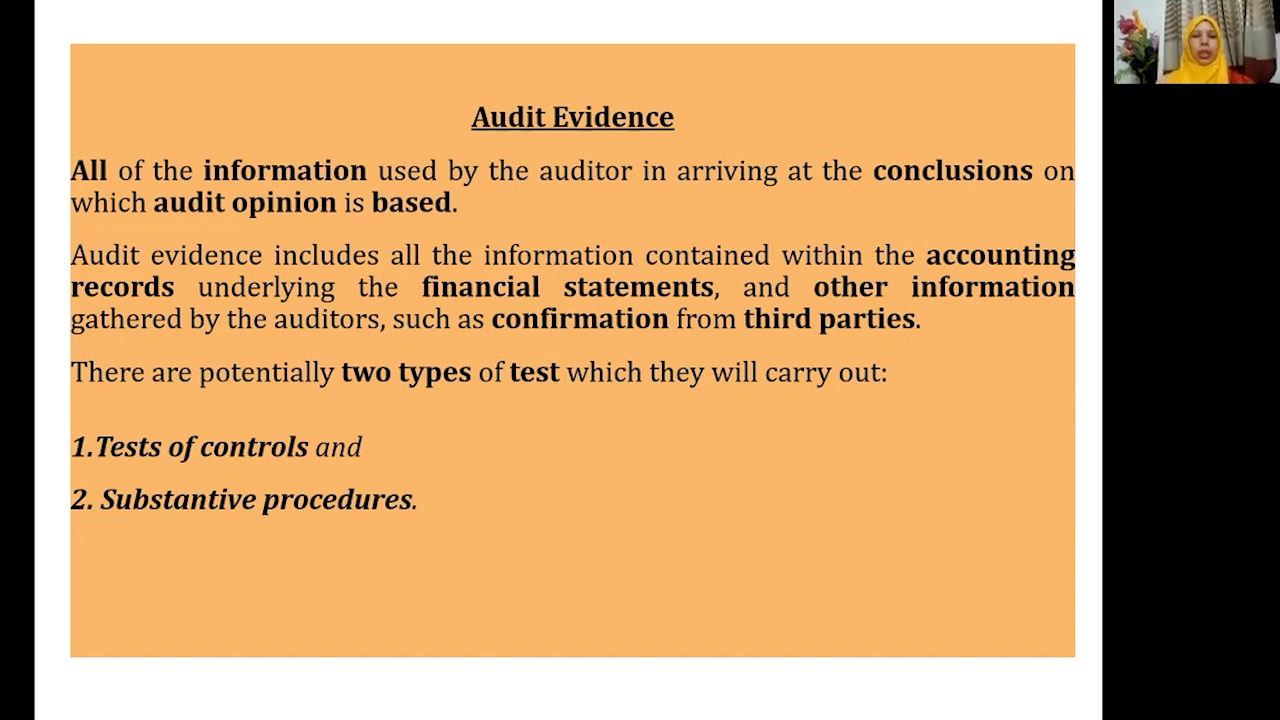 Audit Evidence
All of the information used by the auditor in arriving at the conclusions on
which audit opinion is based.
Audit evidence includes all the information contained within the accounting
records underlying the financial statements, and other information
gathered by the auditors, such as confirmation from third parties.
There are potentially two types of test which they will carry out:
1.Tests of controls and
2. Substantive procedures.